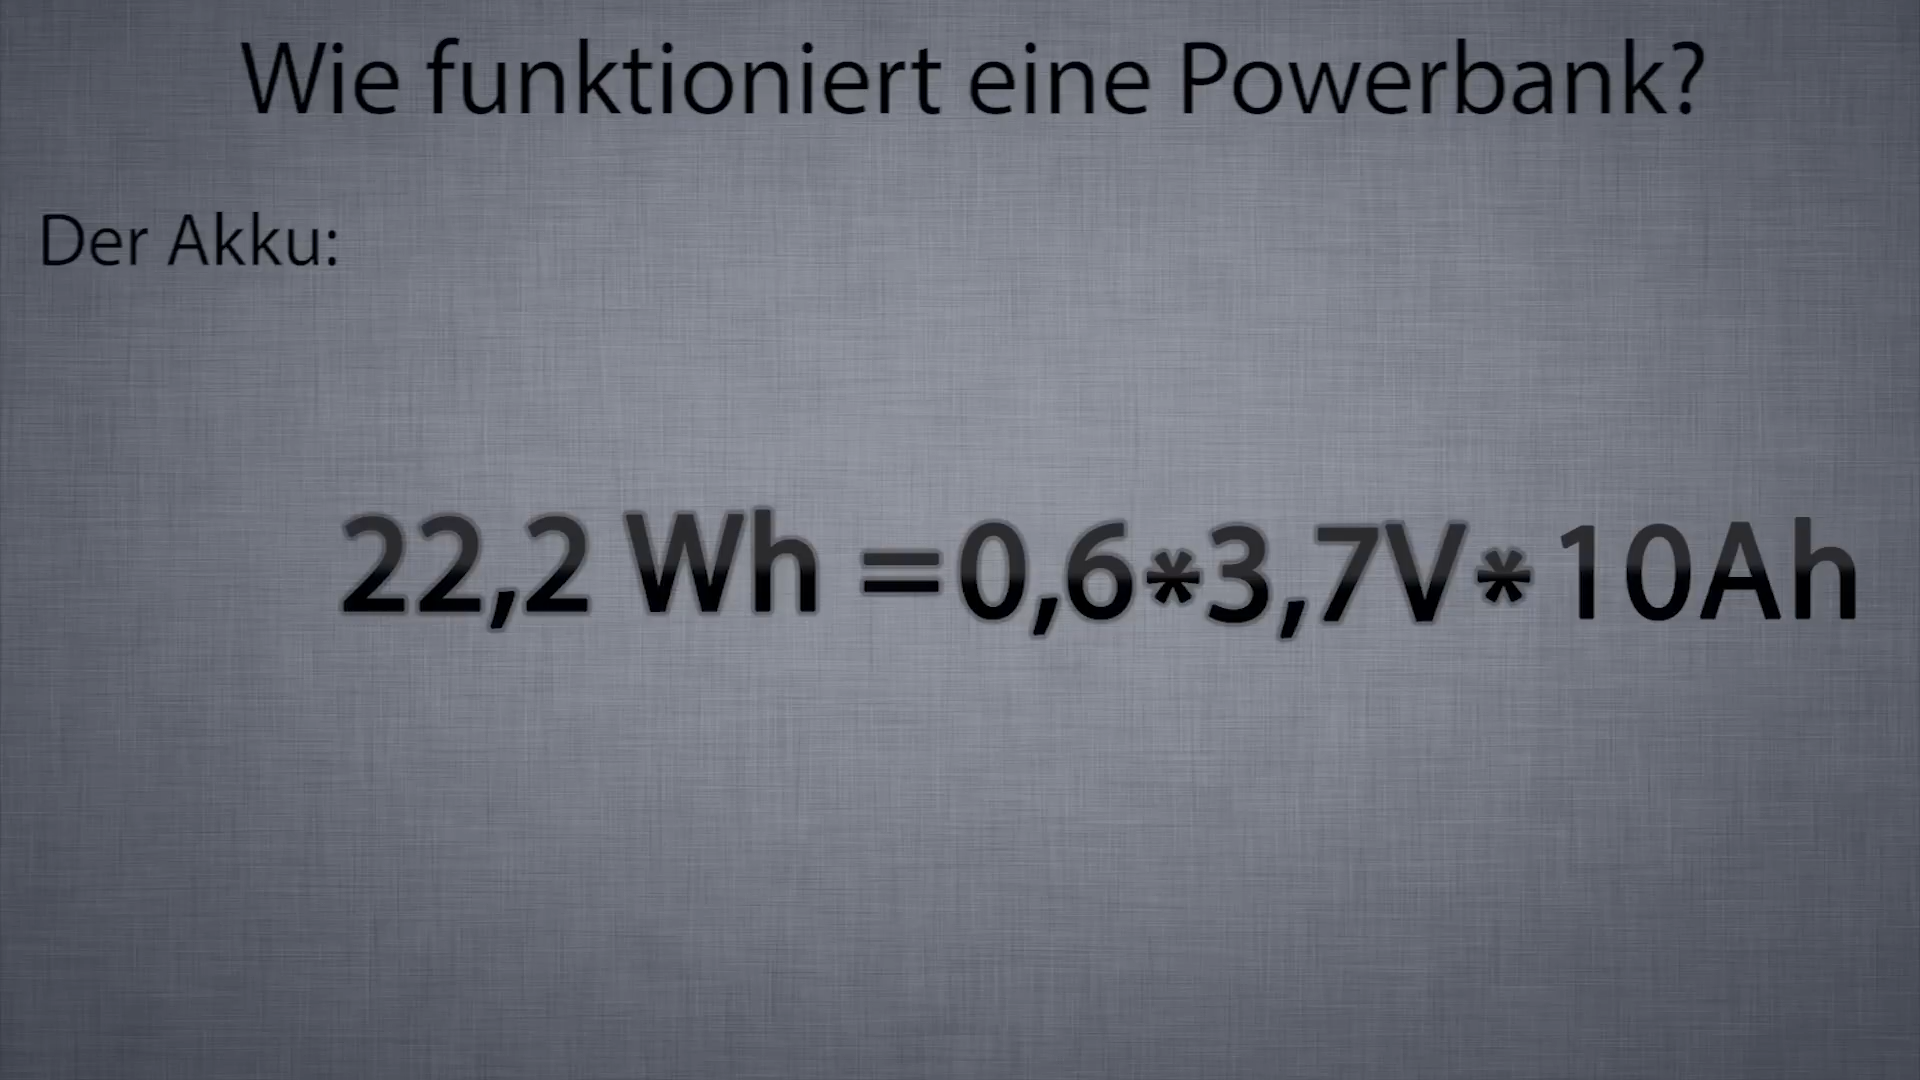 Wie funktioniert eine Powerbank?
Der Akku:
22,2 Wh =0,6*3,7V*10Ah